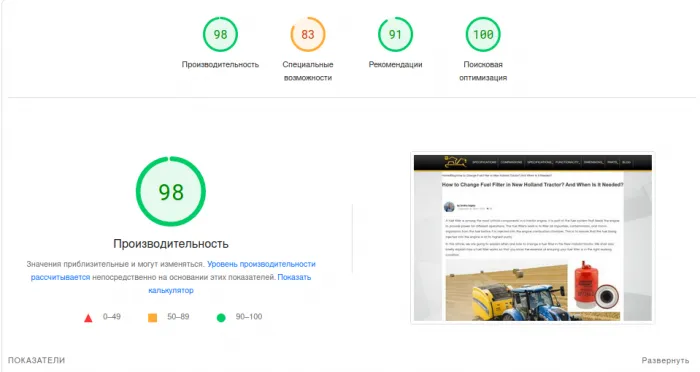 98
83
91
100
Производительность
Специальные
возможности
Рекомендации
Поисковая
оптимизация
98
Производительность
Значения приблизительные и могут изменяться. Уровень производительности
рассчитывается непосредственно на основании этих показателей. Показать
калькулятор
0–49
50–89
90–100
How to Change Fuel Filter in New Holland Tractor? And When Is It Needed?
ПОКАЗАТЕЛИ
Развернуть